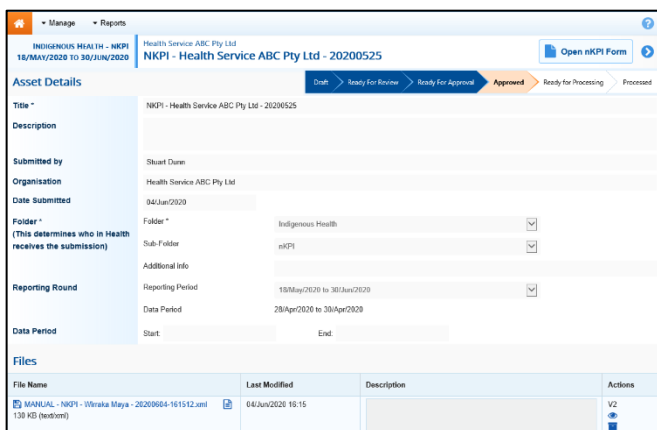 Manage Reports
INDIGENOUS HEALTH - NKPI
18/MAY/2020 TO 30/JUN/2020
Health Service ABC Pty Ltd
NKPI - Health Service ABC Pty Ltd - 20200525
Open nKPI Form
Asset Details
Draft Ready For Review Ready For Approval Approved Ready for Processing Processed
Title * NKPI - Health Service ABC Pty Ltd - 20200525
Description
Submitted by Stuart Dunn
Organisation Health Service ABC Pty Ltd
Date Submitted 04/Jun/2020
Folder * Folder * Indigenous Health
(This determines who in Health
receives the submission) Sub-Folder nKPI
Additional info
Reporting Round Reporting Period 18/May/2020 to 30/Jun/2020
Data Period 28/Apr/2020 to 30/Apr/2020
Data Period Start: End:
Files
File Name Last Modified Description Actions
MANUAL - NKPI - Wirraka Maya - 20200604-161512.xml 04/Jun/2020 16:15 V2
130 KB (text/xml)